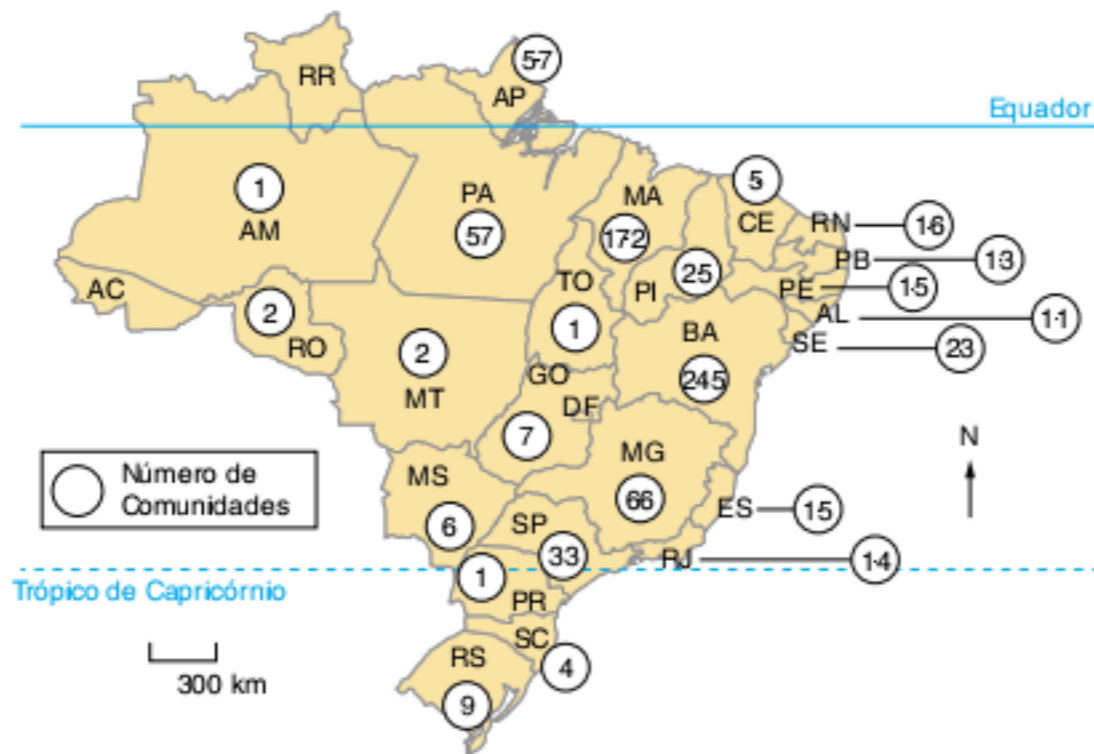 57
RR
AP
Equador
1
PA
MA
5
AM
57
172
CE
RN
16
25
PB
13
AC
TO
PI
PE
15
2
1
BA
AL
11
RO
2
SE
23
GO
245
MT
DF
7
MG
N
Número de
Comunidades
MS
66
ES
15
6
SP
33
RJ
14
1
Trópico de Capricórnio
PR
SC
RS
4
300 km
9